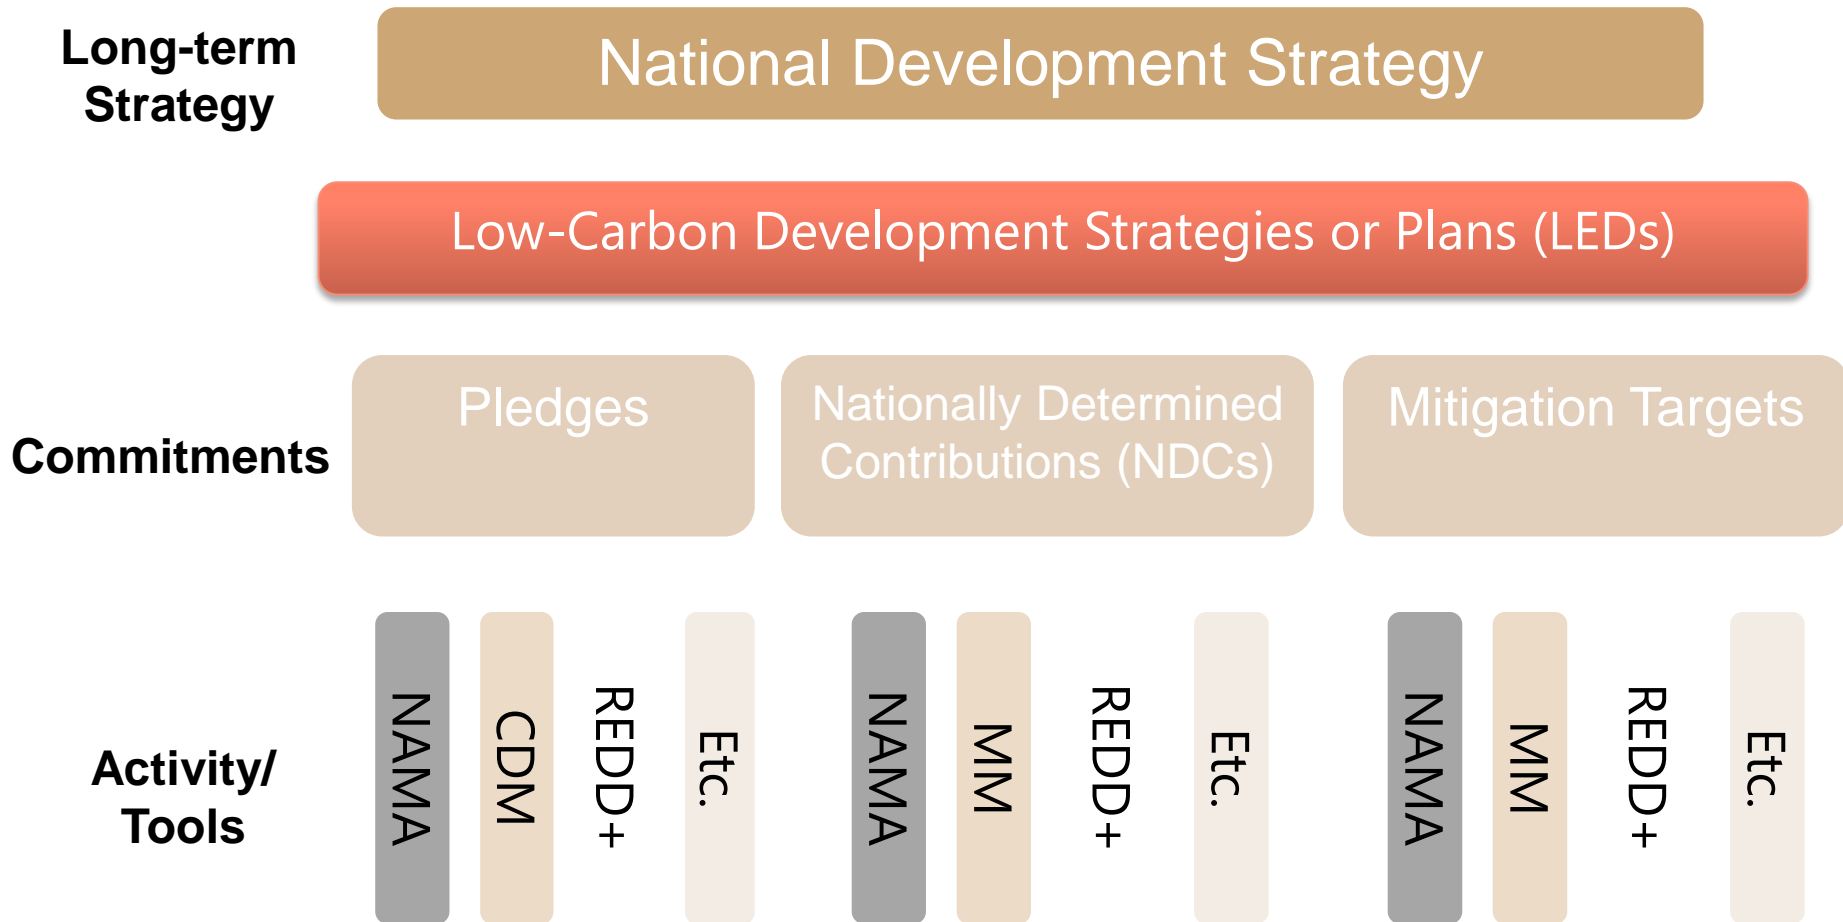 Long-term
Strategy
National Development Strategy
Low-Carbon Development Strategies or Plans (LEDs)
Commitments
Pledges
Nationally Determined
Contributions (NDCs)
Mitigation Targets
Activity/
Tools
NAMA
CDM
REDD+
Etc.
NAMA
MM
REDD+
Etc.
NAMA
MM
REDD+
Etc.